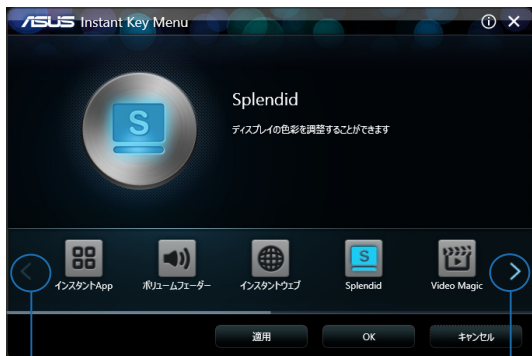 ASUS Instant Key Menu
S
Splendid
ディスプレイの色彩を調整することができます
インスタントApp
ボリュームフェーダー
インスタントウェブ
S
Splendid
Video Magic
適用
OK
キャンセル